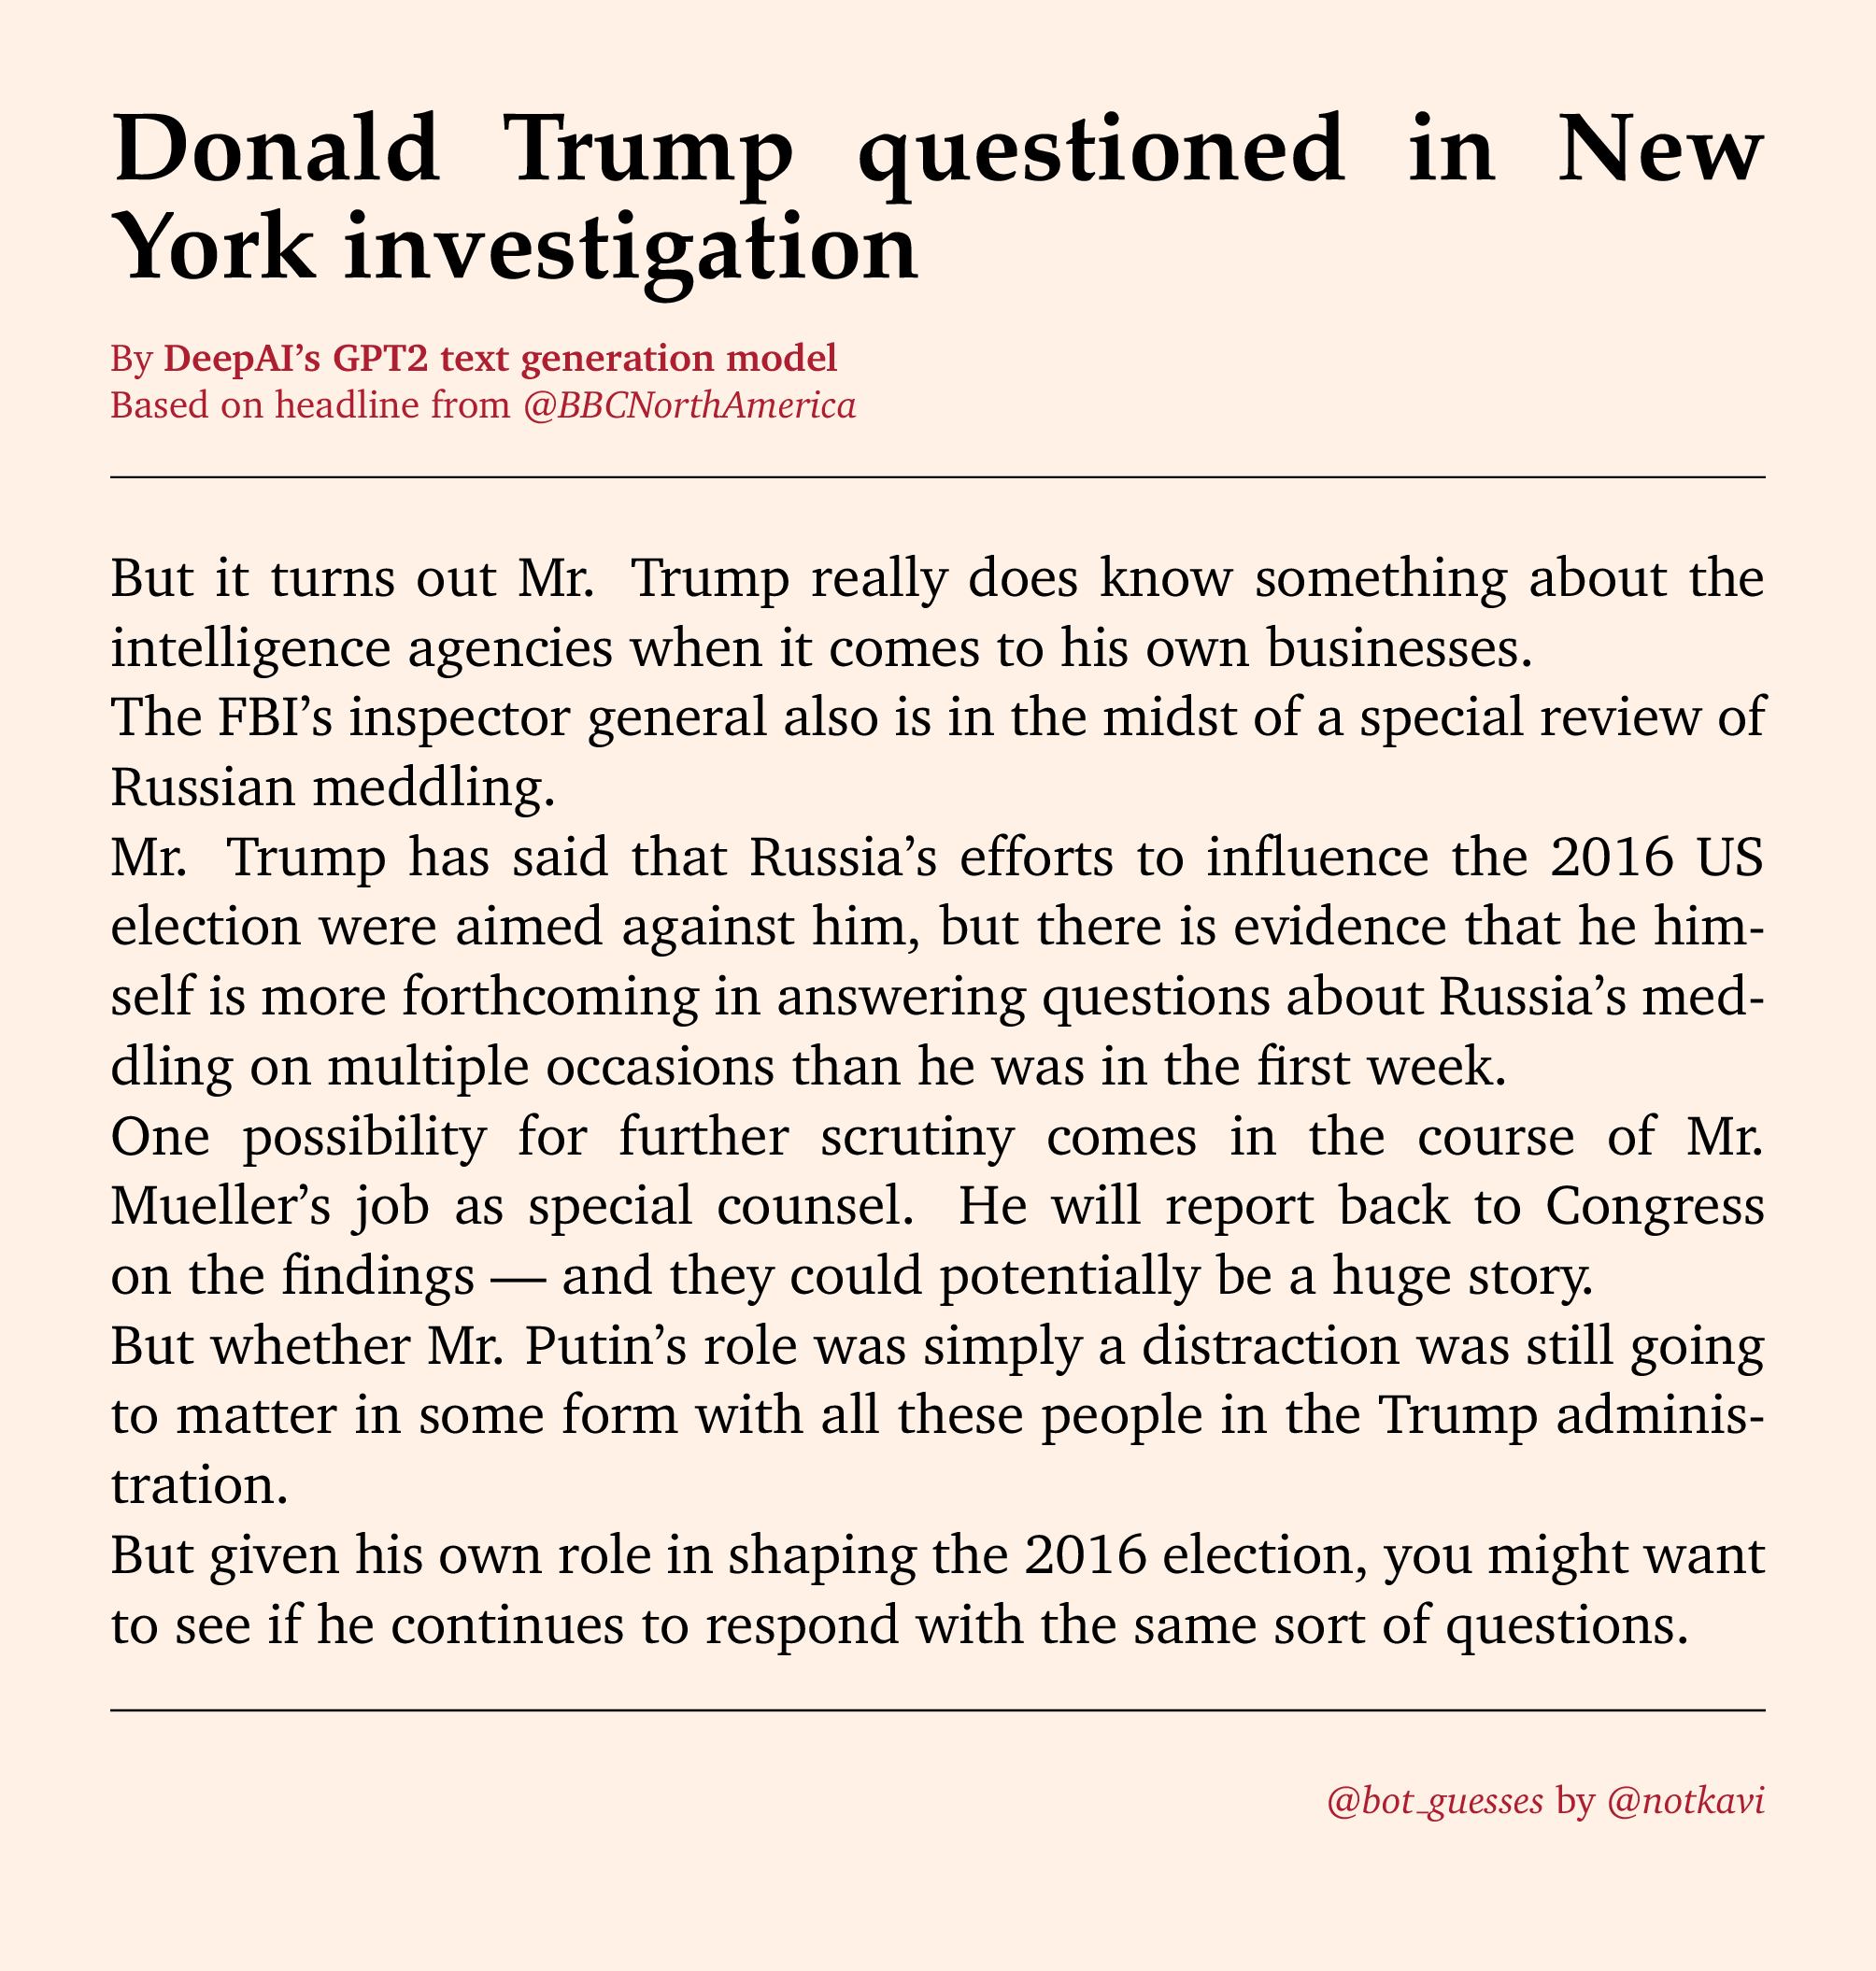 Donald Trump questioned in New
York investigation
By DeepAI’s GPT2 text generation model
Based on headline from @BBCNorthAmerica
But it turns out Mr. Trump really does know something about the
intelligence agencies when it comes to his own businesses.
The FBI’s inspector general also is in the midst of a special review of
Russian meddling.
Mr. Trump has said that Russia’s efforts to influence the 2016 US
election were aimed against him, but there is evidence that he him-
self is more forthcoming in answering questions about Russia’s med-
dling on multiple occasions than he was in the first week.
One possibility for further scrutiny comes in the course of Mr.
Mueller’s job as special counsel. He will report back to Congress
on the findings — and they could potentially be a huge story.
But whether Mr. Putin’s role was simply a distraction was still going
to matter in some form with all these people in the Trump adminis-
tration.
But given his own role in shaping the 2016 election, you might want
to see if he continues to respond with the same sort of questions.
@bot_guesses by @notkavi